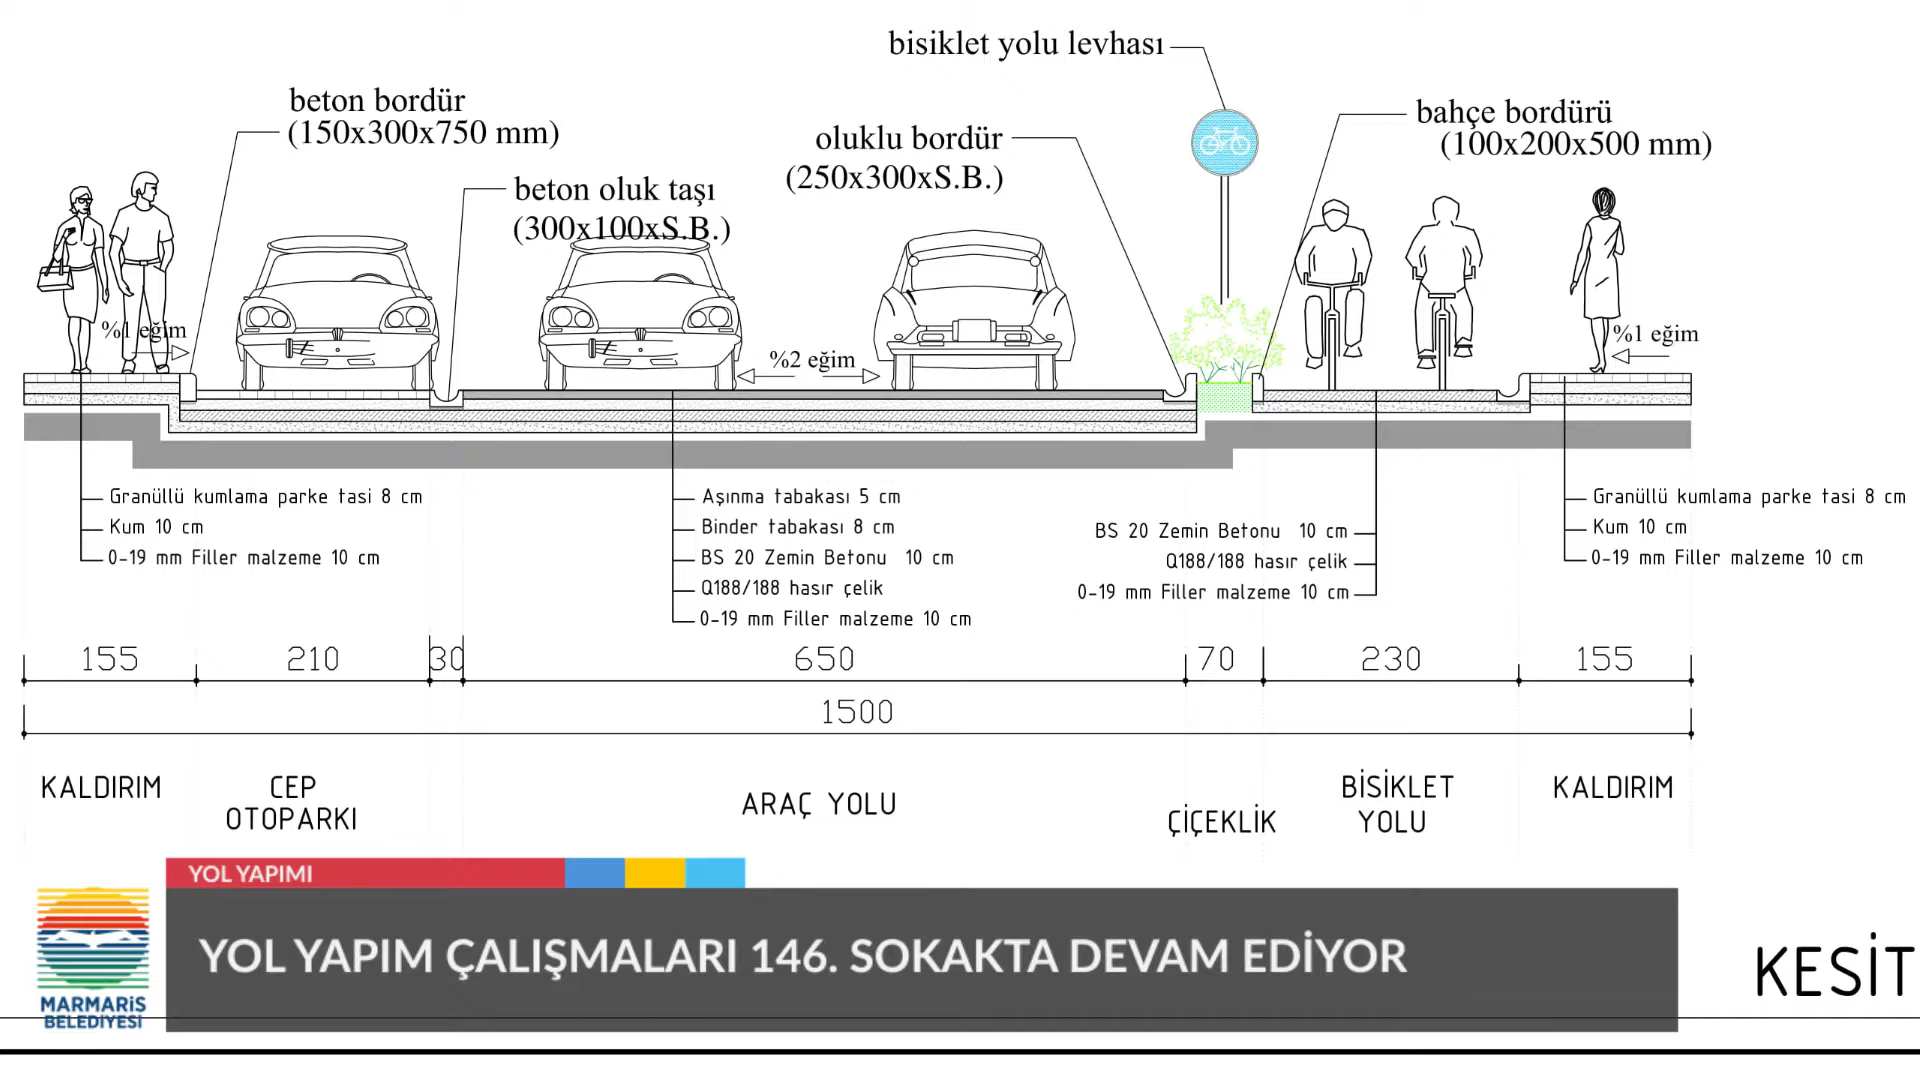 bisiklet yolu levhası
beton bordür
(150x300x750 mm)
bahçe bordürü
(100x200x500 mm)
oluklu bordür
(250x300xS.B.)
beton oluk taşı
(300x100xS.B.)
%1 eğim
%2 eğim
%1 eğim
Granüllü kumlama parke tasi 8 cm
Kum 10 cm
0-19 mm Filler malzeme 10 cm
Aşınma tabakası 5 cm
Binder tabakası 8 cm
BS 20 Zemin Betonu 10 cm
Q188/188 hasır çelik
0-19 mm Filler malzeme 10 cm
BS 20 Zemin Betonu 10 cm
Q188/188 hasır çelik
0-19 mm Filler malzeme 10 cm
Granüllü kumlama parke tasi 8 cm
Kum 10 cm
0-19 mm Filler malzeme 10 cm
155 210 30 650 70 230 155
1500
KALDIRIM
CEP
OTOPARKI
ARAÇ YOLU
ÇİÇEKLİK
BİSİKLET
YOLU
KALDIRIM
YOL YAPIMI
YOL YAPIM ÇALIŞMALARI 146. SOKAKTA DEVAM EDİYOR
MARMARİS
BELEDİYESİ
KESİT